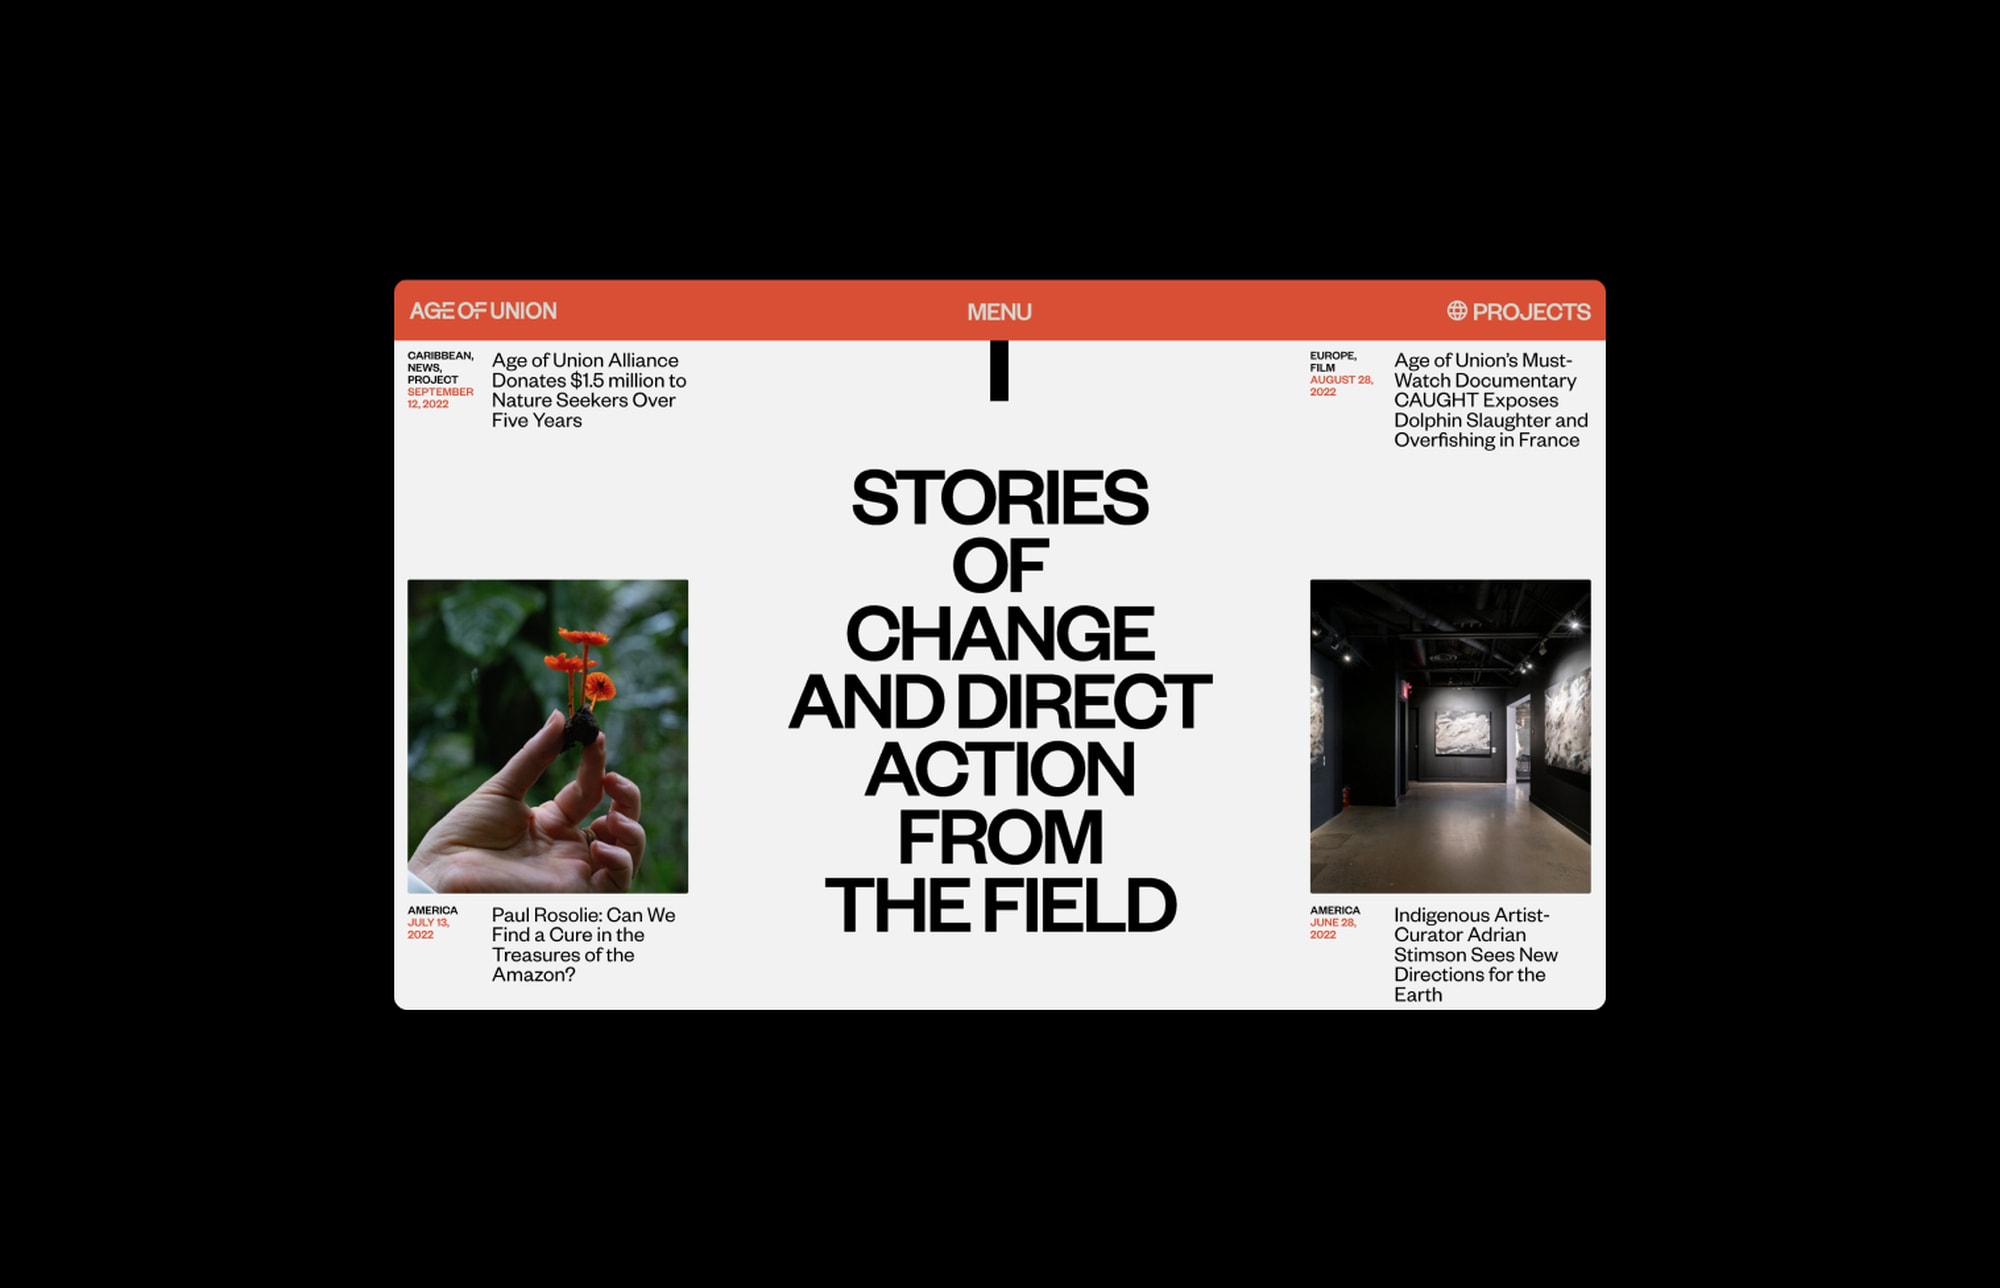 AGE OF UNION
MENU
PROJECTS
CARIBBEAN,
NEWS,
PROJECT
SEPTEMBER
12, 2022
Age of Union Alliance
Donates $1.5 million to
Nature Seekers Over
Five Years
EUROPE,
FILM
AUGUST 28,
2022
Age of Union’s Must-
Watch Documentary
CAUGHT Exposes
Dolphin Slaughter and
Overfishing in France
STORIES
OF
CHANGE
AND DIRECT
ACTION
FROM
THE FIELD
AMERICA
JULY 13,
2022
Paul Rosolie: Can We
Find a Cure in the
Treasures of the
Amazon?
AMERICA
JUNE 28,
2022
Indigenous Artist-
Curator Adrian
Stimson Sees New
Directions for the
Earth